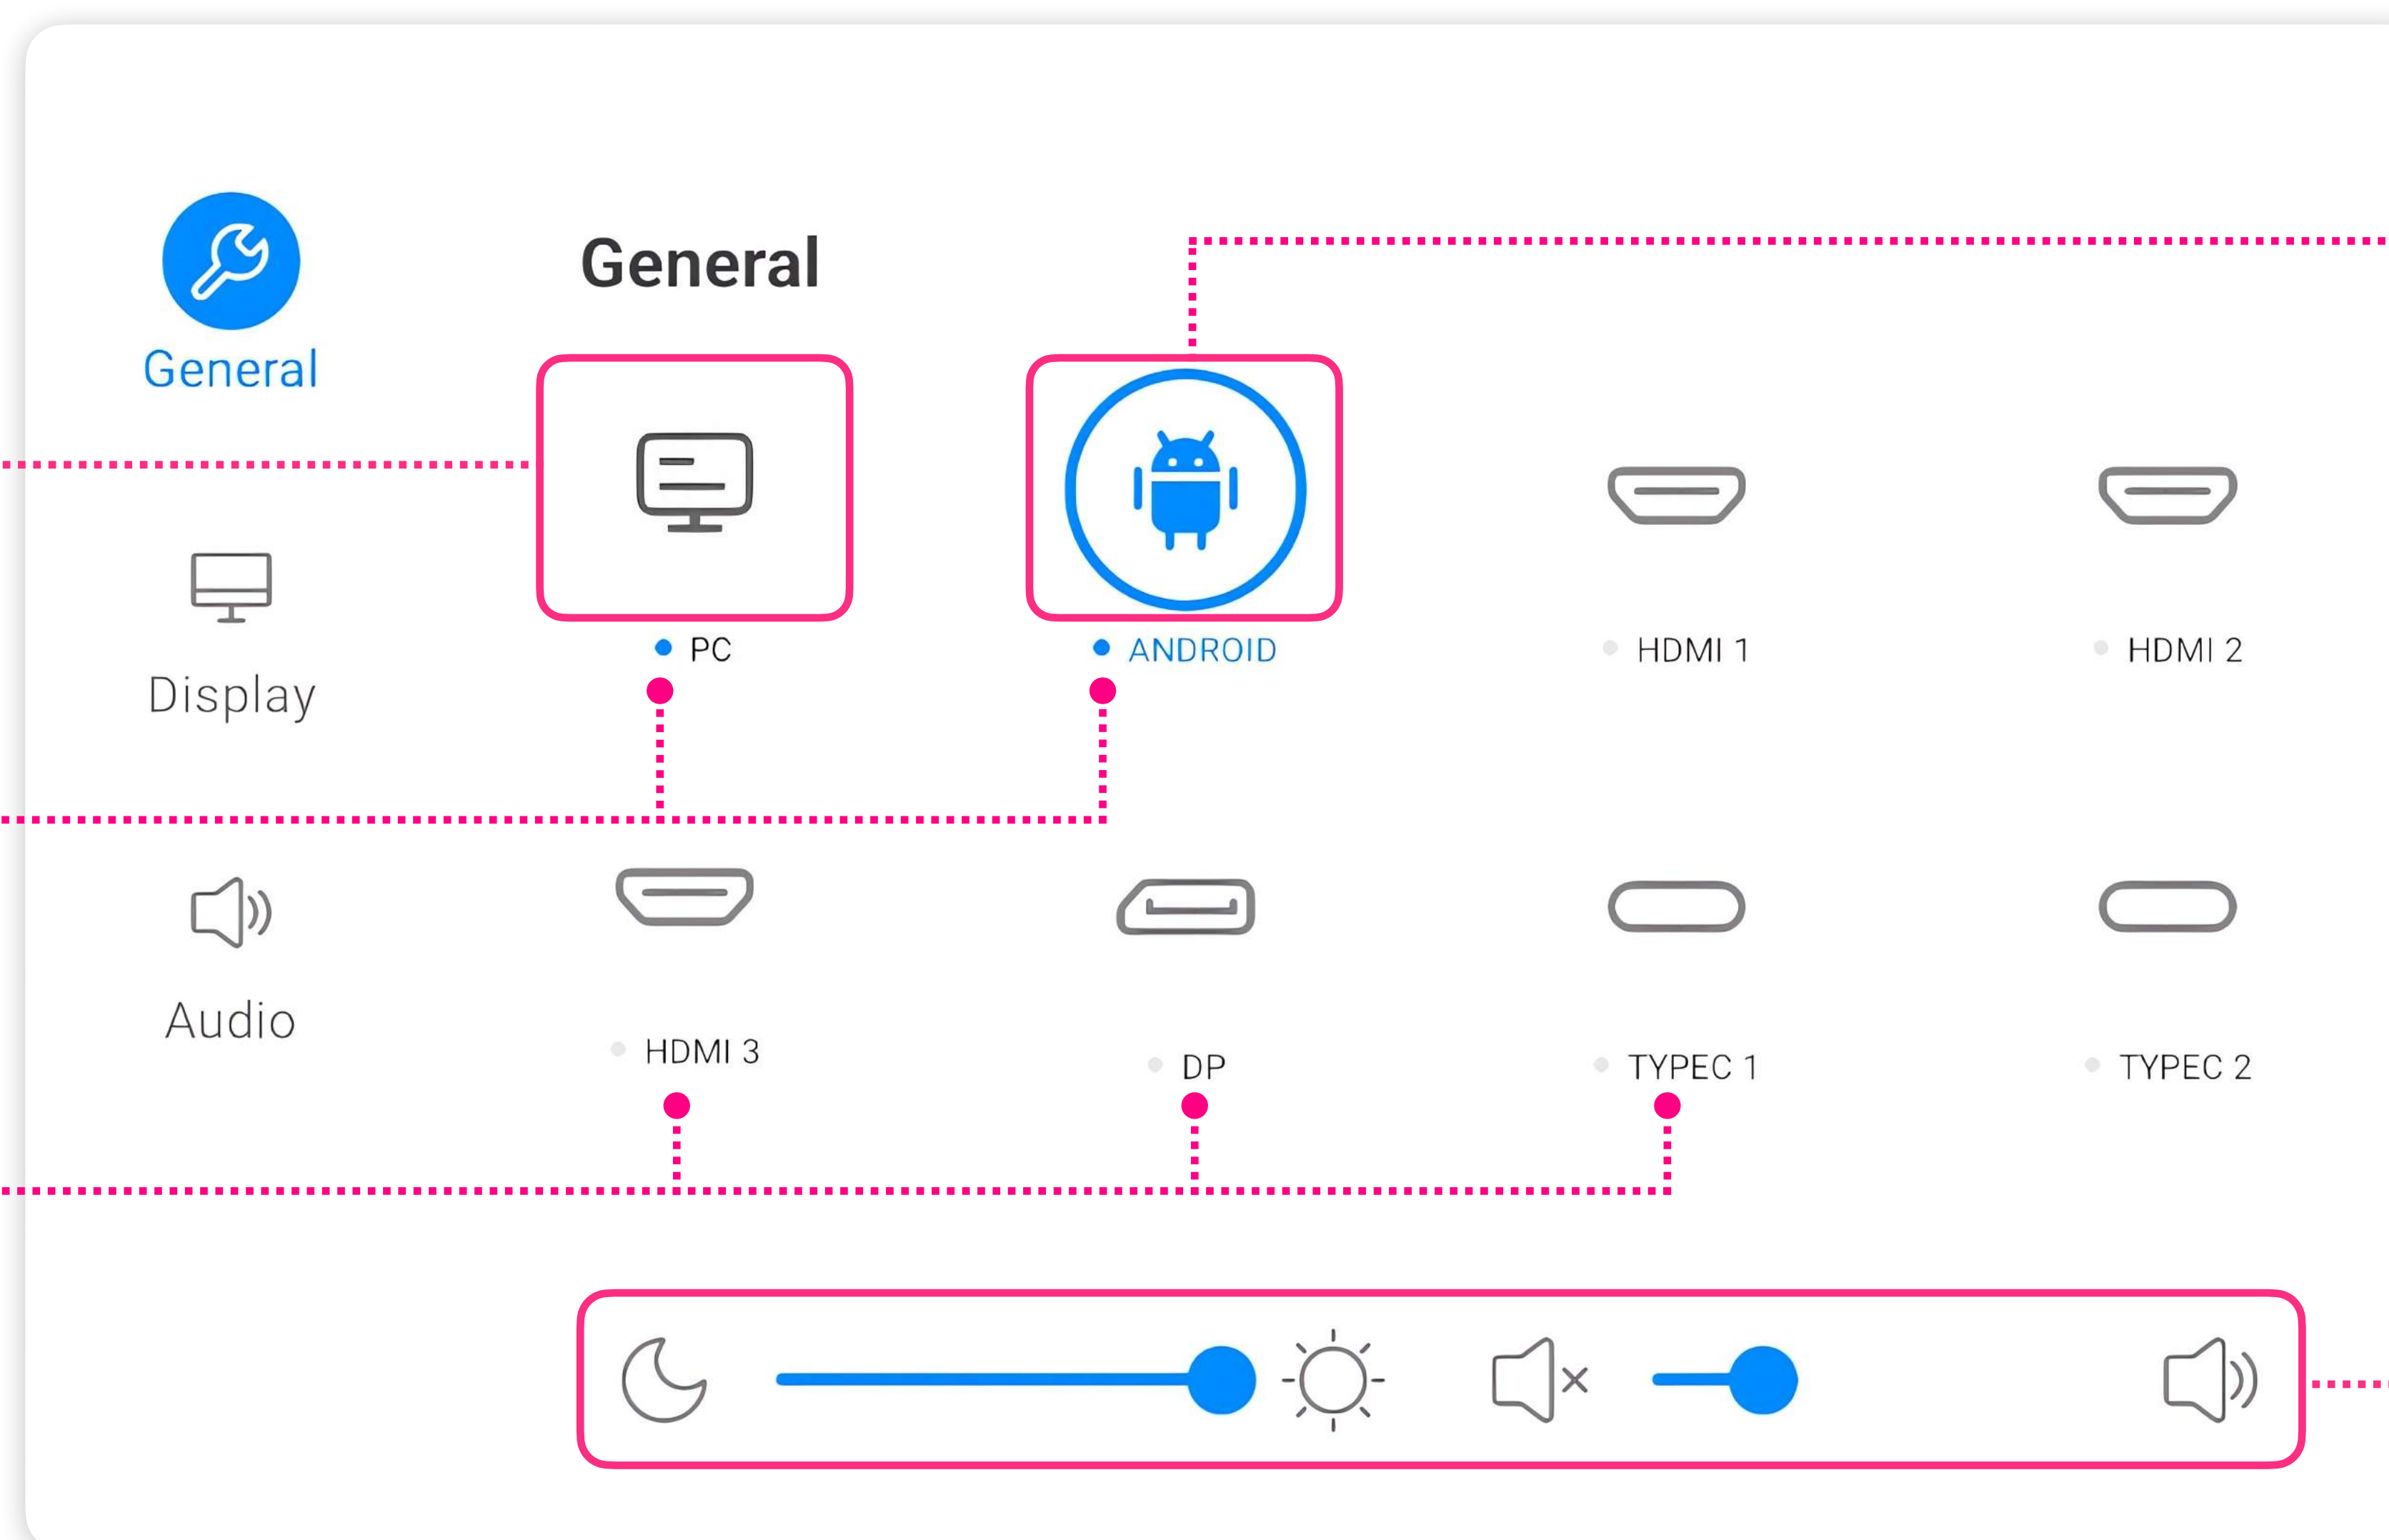 General
General
Display
Audio
PC
ANDROID
HDMI 1
HDMI 2
HDMI 3
DP
TYPEC 1
TYPEC 2